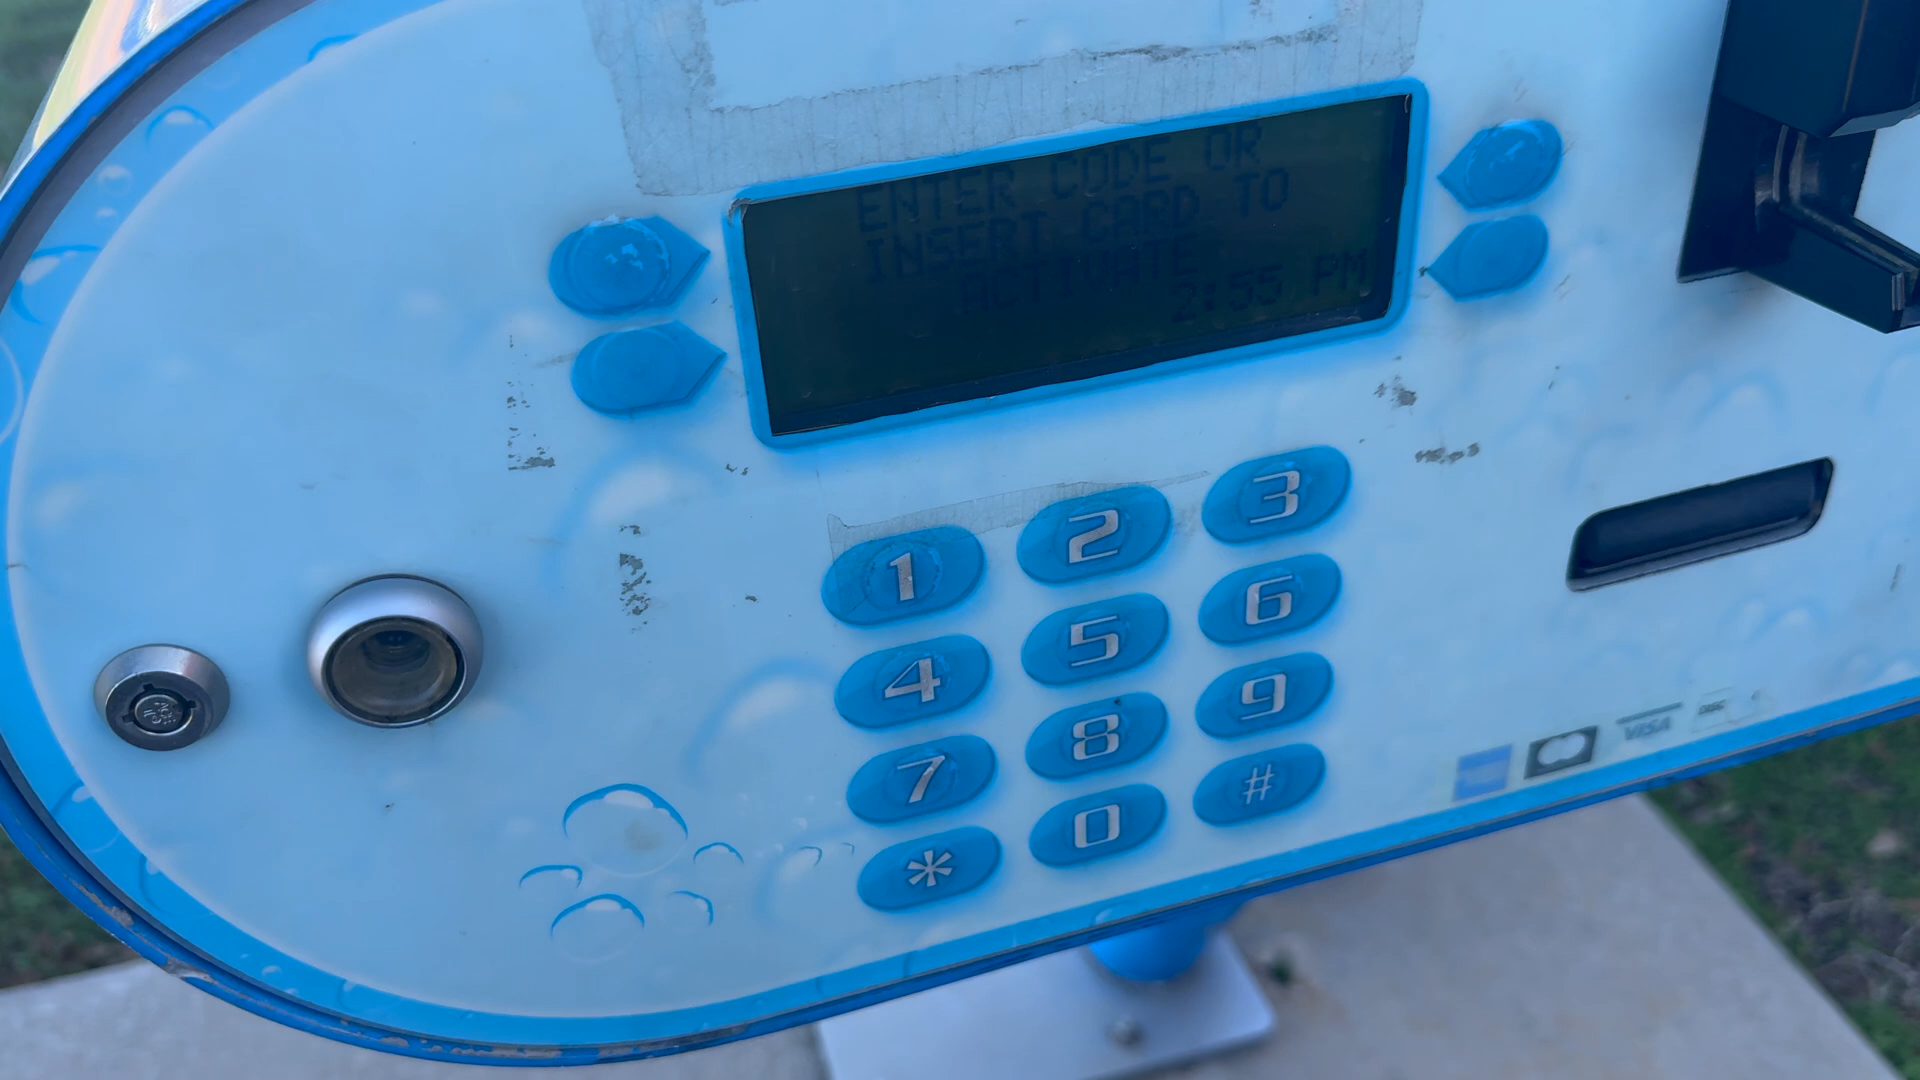 ENTER CODE OR
INSERT CARD TO
ACTIVATE
2:55 PM
1 2 3
4 5 6
7 8 9
* 0 #
VISA